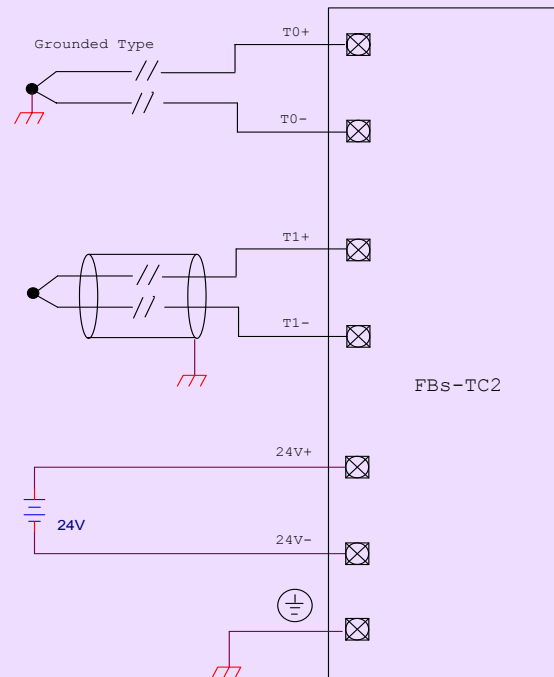 T0+
Grounded Type
T0-
T1+
T1-
FBs-TC2
24V+
24V
24V-